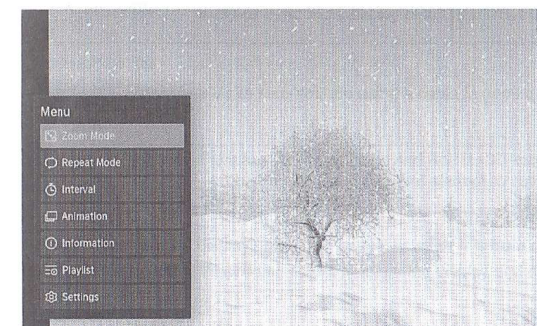 Menu
Zoom Mode
Repeat Mode
Interval
Animation
Information
Playlist
Settings